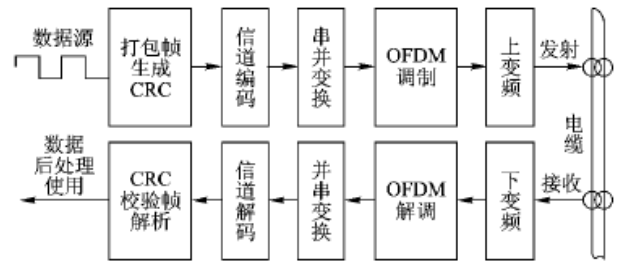 数据源
打包帧
生成
CRC
信道编码
串并变换
OFDM
调制
上变频
发射
电缆
数据
后处理
使用
CRC
校验帧
解析
信道解码
并串变换
OFDM
解调
下变频
接收